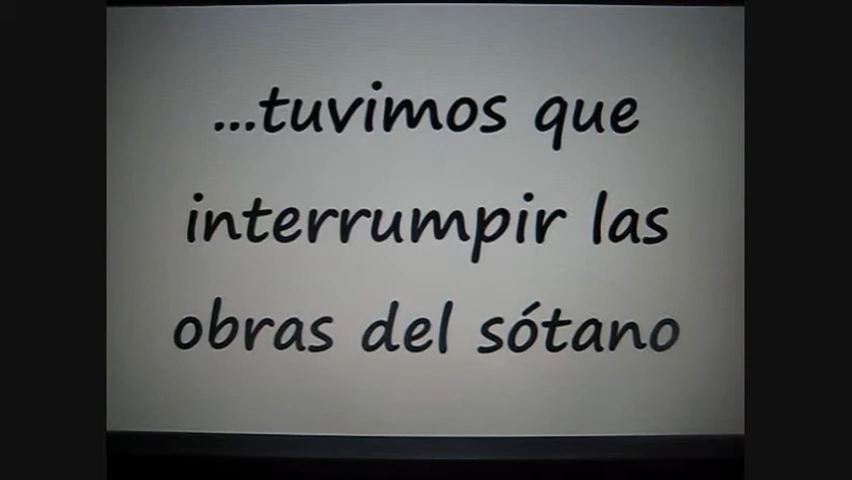 ...tuvimos que
interrumpir las
obras del sótano